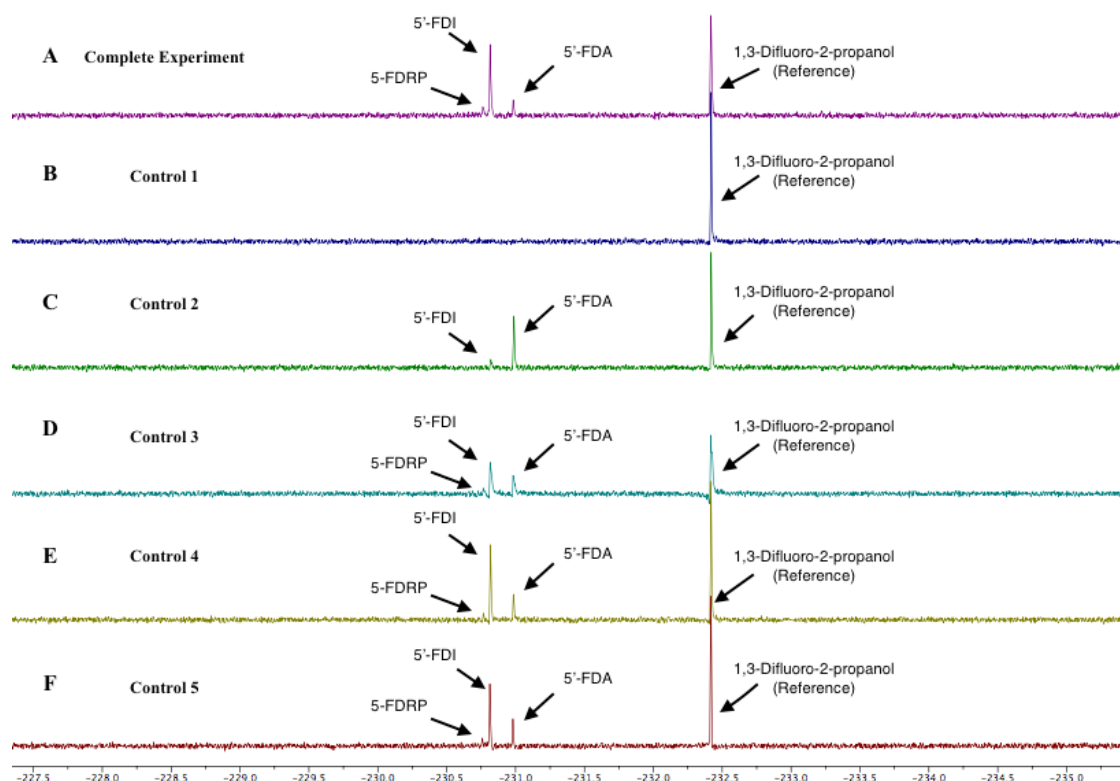 5'-FDI
A Complete Experiment
5'-FDA
5-FDRP
1,3-Difluoro-2-propanol
(Reference)
B Control 1
1,3-Difluoro-2-propanol
(Reference)
C Control 2
5'-FDI
5'-FDA
1,3-Difluoro-2-propanol
(Reference)
D Control 3
5'-FDI
5'-FDA
5-FDRP
1,3-Difluoro-2-propanol
(Reference)
E Control 4
5'-FDI
5'-FDA
5-FDRP
1,3-Difluoro-2-propanol
(Reference)
F Control 5
5'-FDI
5'-FDA
5-FDRP
1,3-Difluoro-2-propanol
(Reference)
-227.5 -228.0 -228.5 -229.0 -229.5 -230.0 -230.5 -231.0 -231.5 -232.0 -232.5 -233.0 -233.5 -234.0 -234.5 -235.0